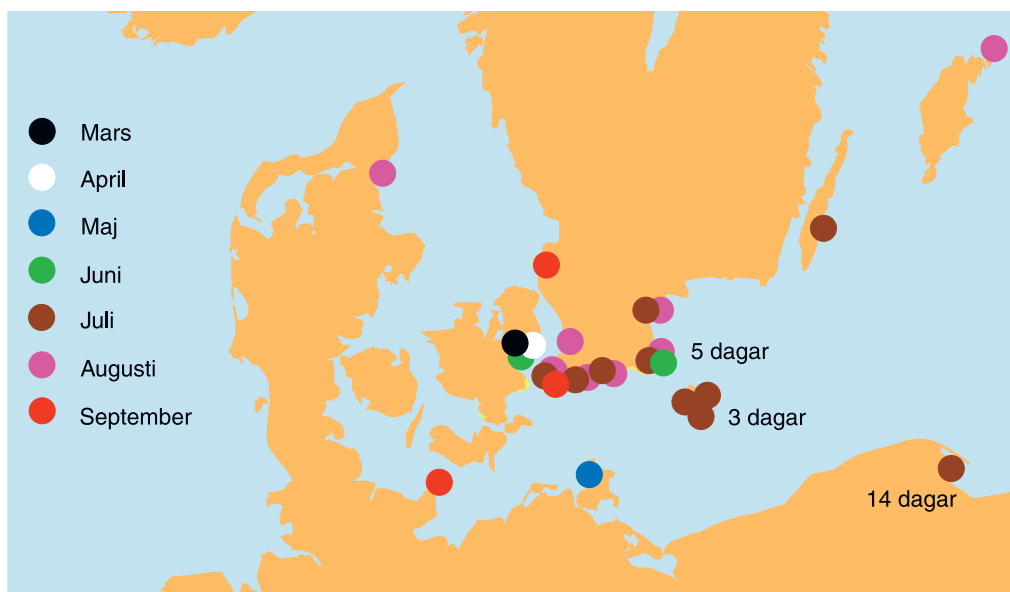 Mars
April
Maj
Juni
Juli
Augusti
September
5 dagar
3 dagar
14 dagar